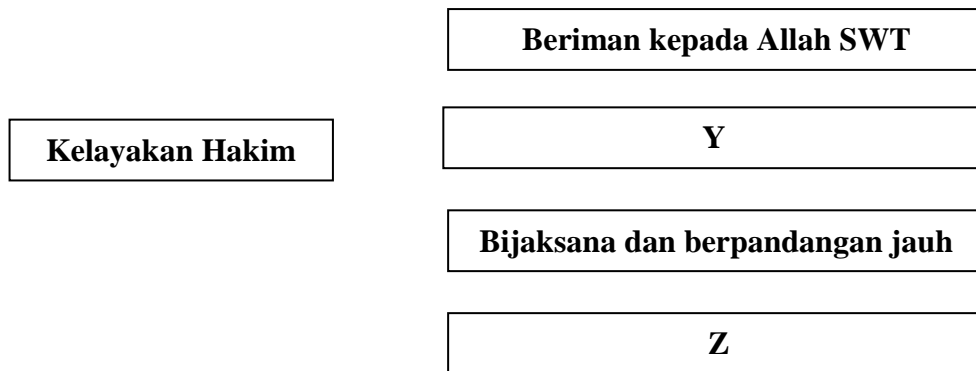 Beriman kepada Allah SWT
Kelayakan Hakim
Y
Bijaksana dan berpandangan jauh
Z